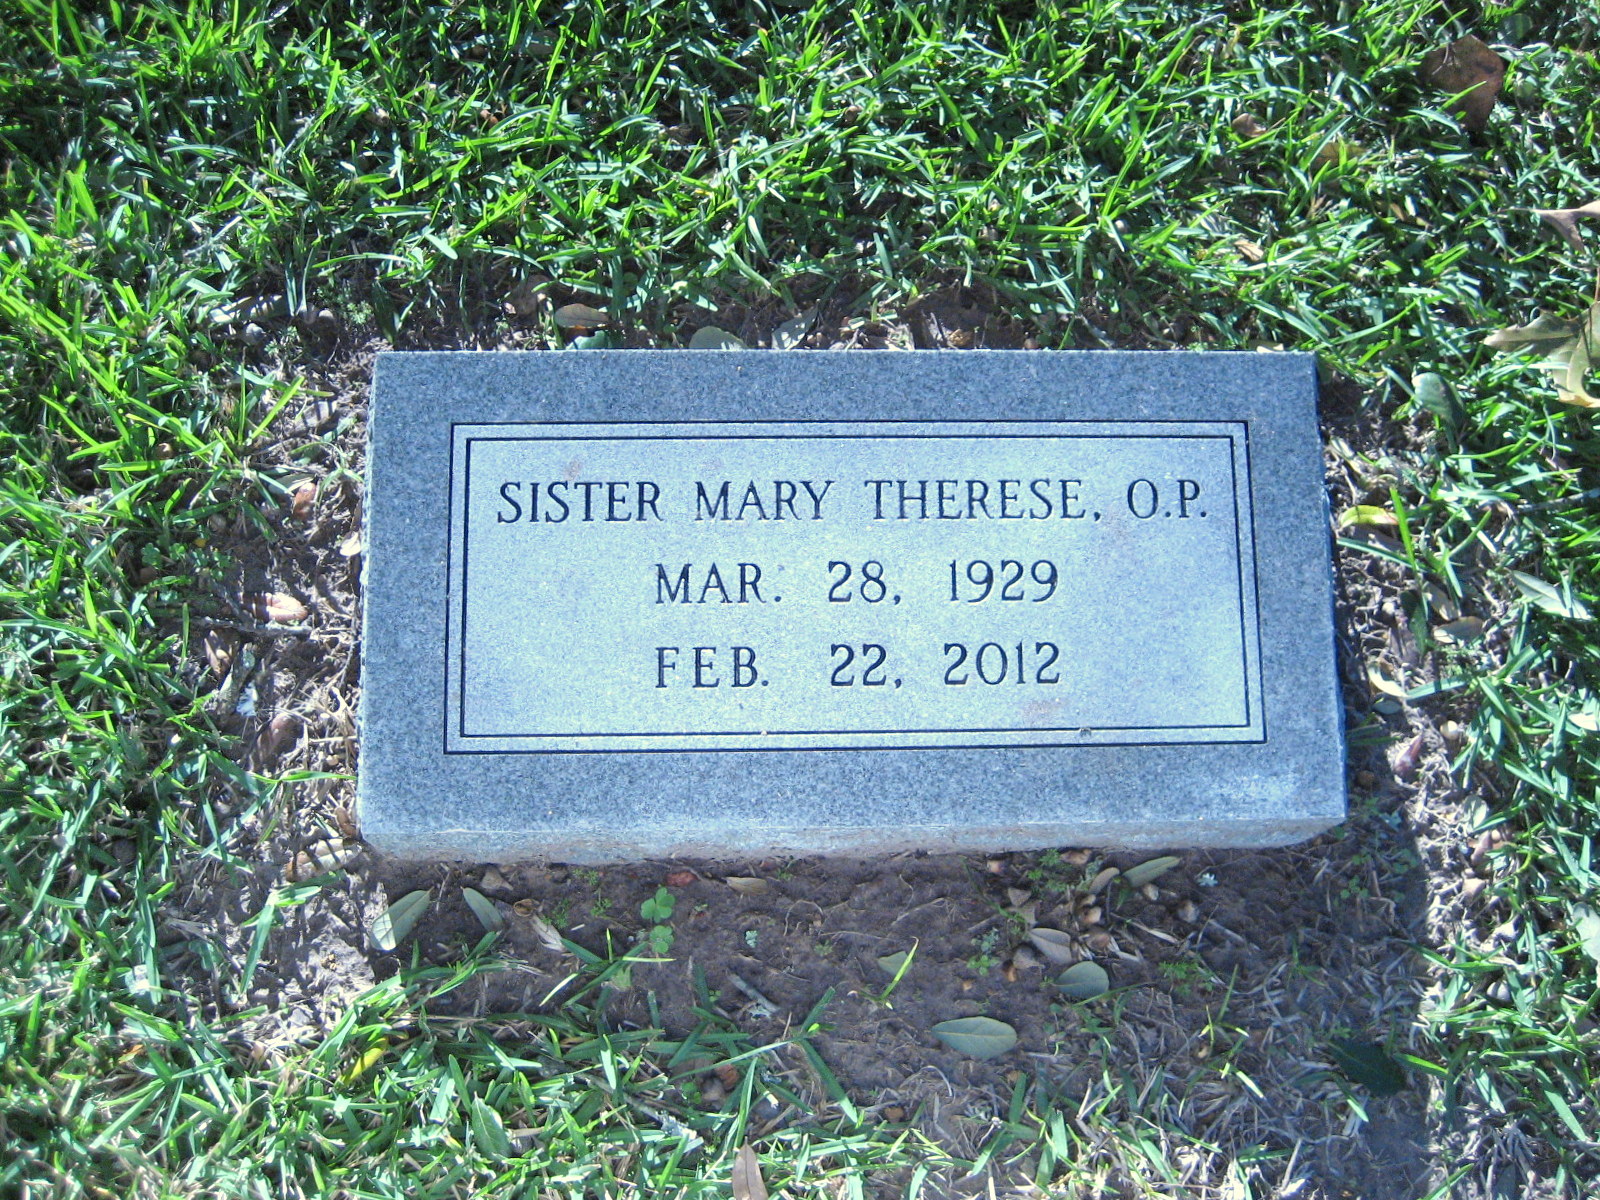 SISTER MARY THERESE, O.P.
MAR. 28, 1929
FEB. 22, 2012